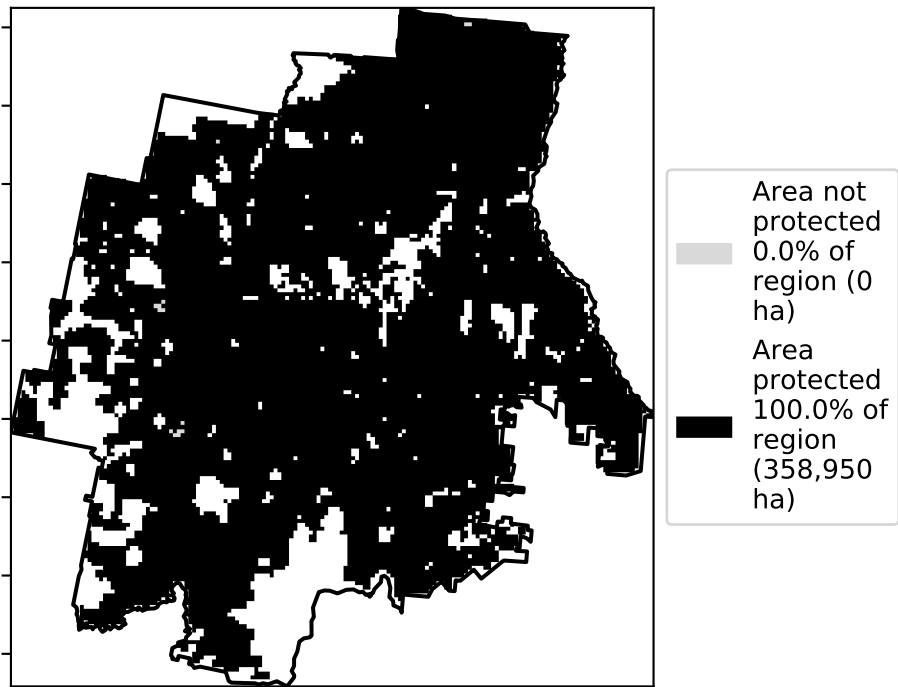 Area not
protected
0.0% of
region (0
ha)
Area
protected
100.0% of
region
(358,950
ha)